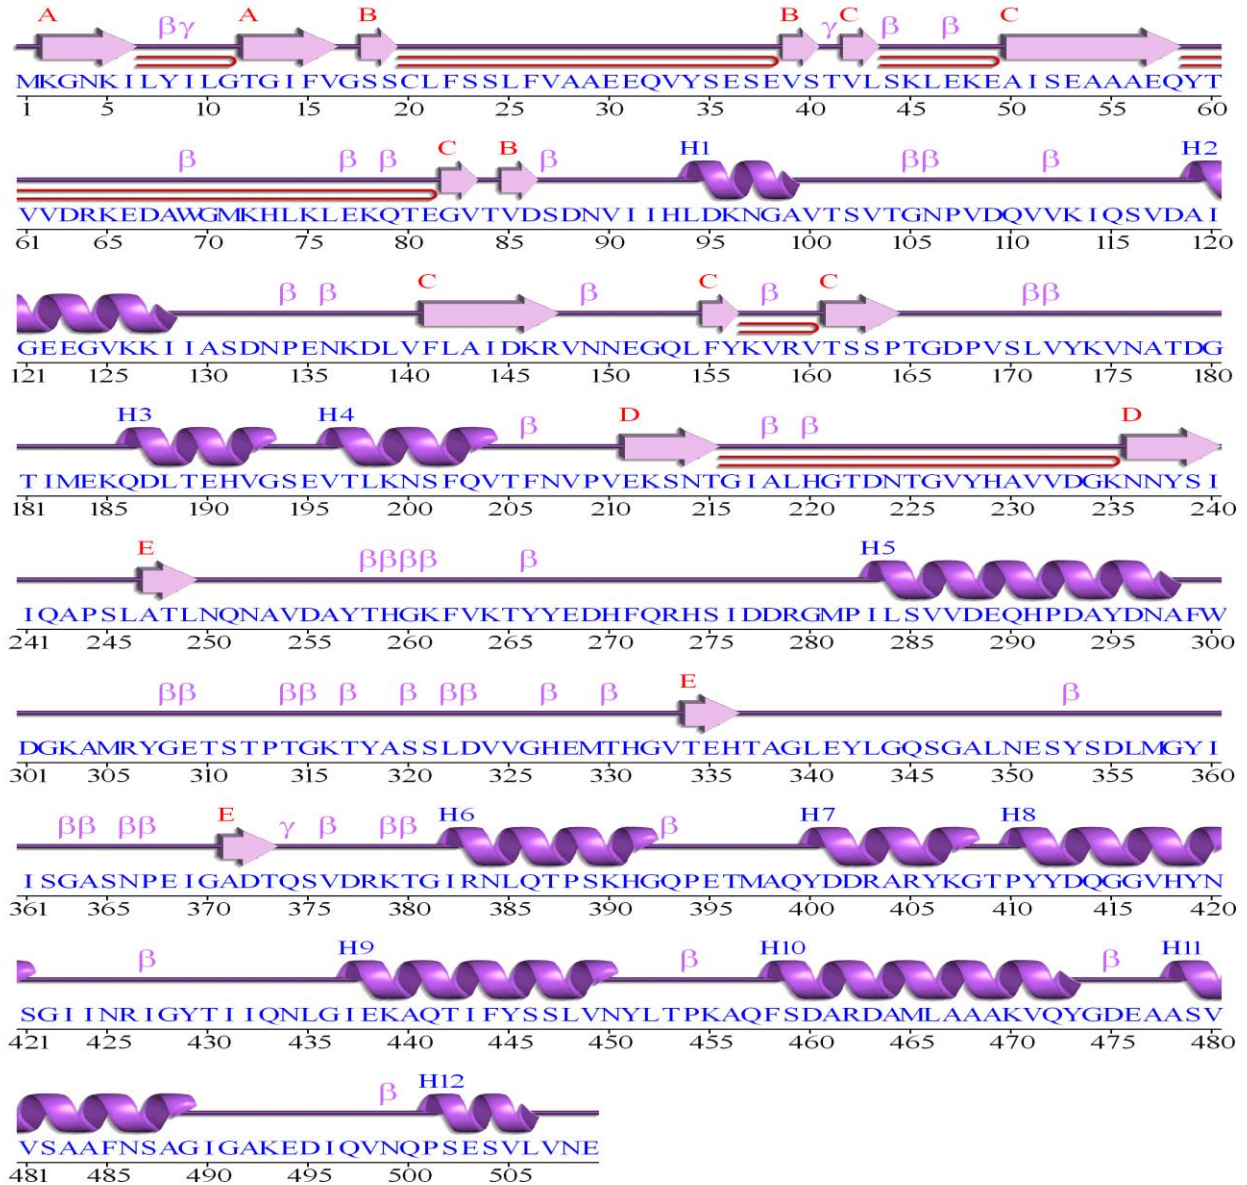 A βγ A B B γ C β β C
MKGNKILYILGTGIFVGSSCLFSSLFVAAEEQVYSESEVSTVLSKLEKEAISEAAAEQYT
1 5 10 15 20 25 30 35 40 45 50 55 60
β β β C B β H1 ββ β H2
VVDRKEDAWGMKHLKLEKQTEGVTVDSDNVIIHLDKNGAVTSVTGNPVDQVVKIQSVDAI
61 65 70 75 80 85 90 95 100 105 110 115 120
β β C β C β C ββ
GEEGVKKIIASDNPENKDLVFLAIDKRVNNEGQLFYKVRVTSSPTGDPVSLVYKVNATDG
121 125 130 135 140 145 150 155 160 165 170 175 180
H3 H4 β D β β D
TIMEKQDLTEHVGSEVTLKNSFQVTFNVPVEKSNTGIALHGTDNTGVYHAVVDGKNNYSI
181 185 190 195 200 205 210 215 220 225 230 235 240
E ββββ β H5
IQAPSLATLNQNAVDAYTHGKFVKTYYEDHFQRHSIDDRGMPILSVVDEQHPDAYDNAFW
241 245 250 255 260 265 270 275 280 285 290 295 300
ββ ββ β β ββ β β E β
DGKAMRYGETSTPTGKTYASSLDVVGHEMTHGVTEHTAGLEYLGQSGALNESYSDLMGYI
301 305 310 315 320 325 330 335 340 345 350 355 360
ββ ββ E γ β ββ H6 β H7 H8
ISGASNPEIGADTQSVDRKTGIRNLQTPSKHGQPETMAQYDDRARYKGTPYYDQGGVHYN
361 365 370 375 380 385 390 395 400 405 410 415 420
β H9 β H10 β H11
SGIINRIGYTIIQNLGIEKAQTIFYSSLVNYLTPKAQFSDARDAMLAAAKVQYGDEAASV
421 425 430 435 440 445 450 455 460 465 470 475 480
β H12
VSAAFNSAGIGAKEDIQVNQPSESVLVNE
481 485 490 495 500 505